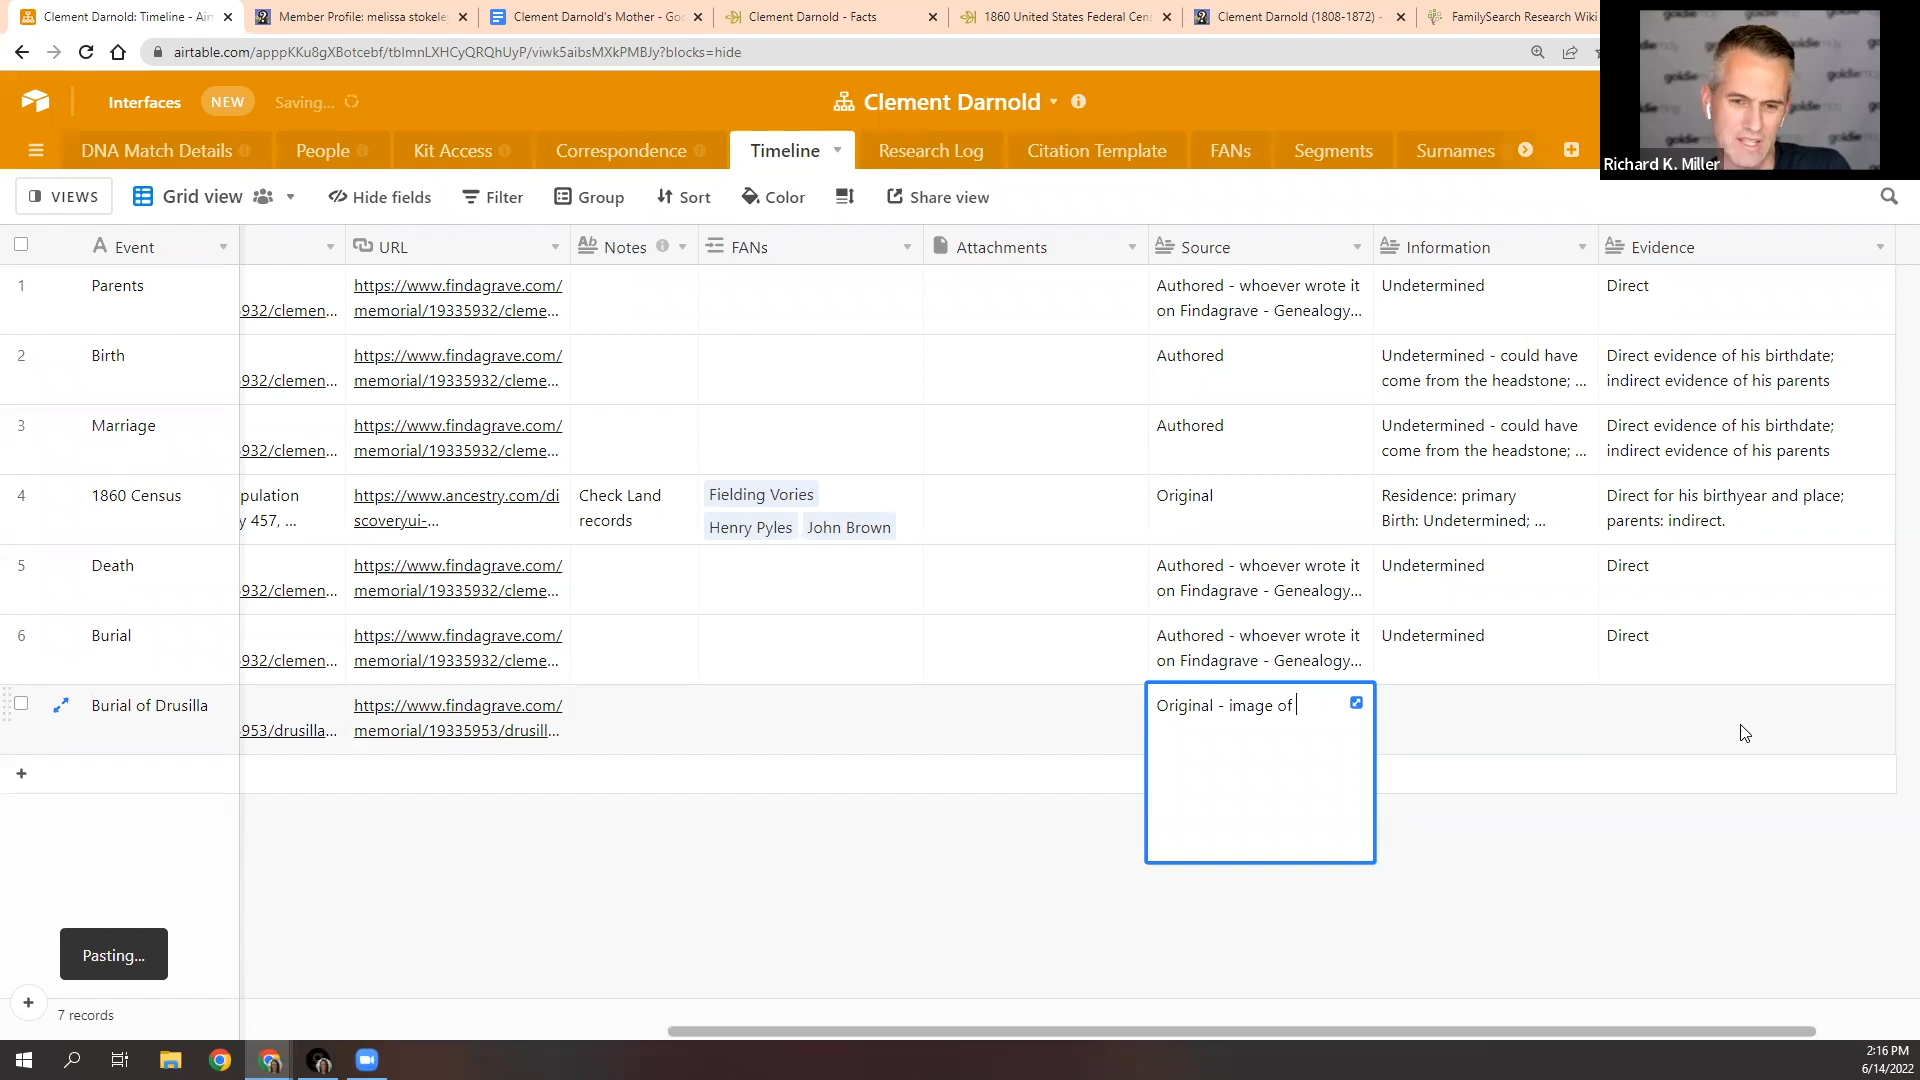 Clement Darnold: Timeline - Air
Member Profile: melissa stokele
Clement Darnold's Mother - Goo
Clement Darnold - Facts
1860 United States Federal Cens
Clement Darnold (1808-1872) -
FamilySearch Research Wiki
airtable.com/apppKKu8gXBotcebf/tblmnLXHCyQRQhUyP/viwk5aibsMXkPMBJy?blocks=hide
Interfaces
NEW
Saving...
Clement Darnold
DNA Match Details
People
Kit Access
Correspondence
Timeline
Research Log
Citation Template
FANs
Segments
Surnames
goldie
Richard K. Miller
VIEWS
Grid view
Hide fields
Filter
Group
Sort
Color
Share view
Event
URL
Notes
FANs
Attachments
Source
Information
Evidence
1
Parents
932/clemen...
https://www.findagrave.com/
memorial/19335932/cleme...
Authored - whoever wrote it
on Findagrave - Genealogy...
Undetermined
Direct
2
Birth
932/clemen...
https://www.findagrave.com/
memorial/19335932/cleme...
Authored
Undetermined - could have
come from the headstone; ...
Direct evidence of his birthdate;
indirect evidence of his parents
3
Marriage
932/clemen...
https://www.findagrave.com/
memorial/19335932/cleme...
Authored
Undetermined - could have
come from the headstone; ...
Direct evidence of his birthdate;
indirect evidence of his parents
4
1860 Census
pulation
y 457, ...
https://www.ancestry.com/di
scoveryui-...
Check Land
records
Fielding Vories
Henry Pyles
John Brown
Original
Residence: primary
Birth: Undetermined; ...
Direct for his birthyear and place;
parents: indirect.
5
Death
932/clemen...
https://www.findagrave.com/
memorial/19335932/cleme...
Authored - whoever wrote it
on Findagrave - Genealogy...
Undetermined
Direct
6
Burial
932/clemen...
https://www.findagrave.com/
memorial/19335932/cleme...
Authored - whoever wrote it
on Findagrave - Genealogy...
Undetermined
Direct
Burial of Drusilla
953/drusilla...
https://www.findagrave.com/
memorial/19335953/drusill...
Original - image of
Pasting...
7 records
2:16 PM
6/14/2022